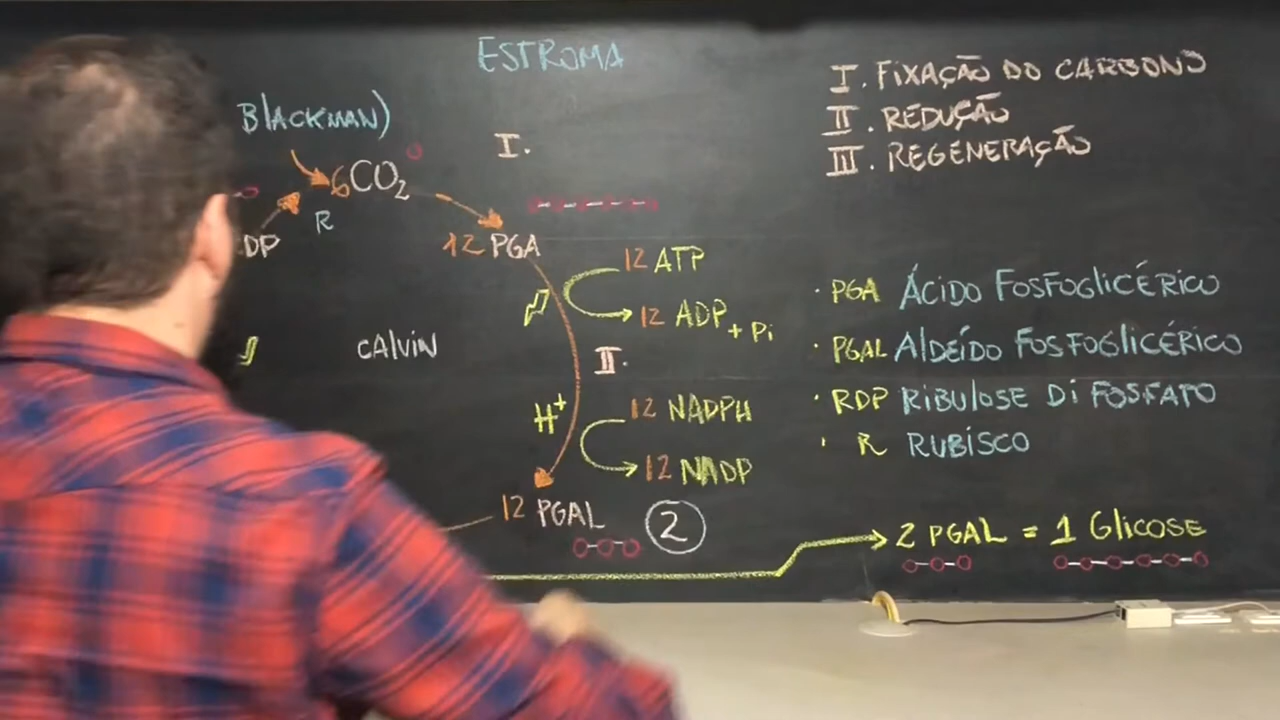 ESTROMA
BLACKMAN)
I.
6CO2
R
DP
12 PGA
12 ATP
12 ADP + Pi
CALVIN
II.
H+
12 NADPH
12 NADP
12 PGAL 2
I. FIXAÇÃO DO CARBONO
II. REDUÇÃO
III. REGENERAÇÃO
· PGA ÁCIDO FOSFOGLICÉRICO
· PGAL ALDEÍDO FOSFOGLICÉRICO
· RDP RIBULOSE DI FOSFATO
· R RUBISCO
2 PGAL = 1 GLICOSE